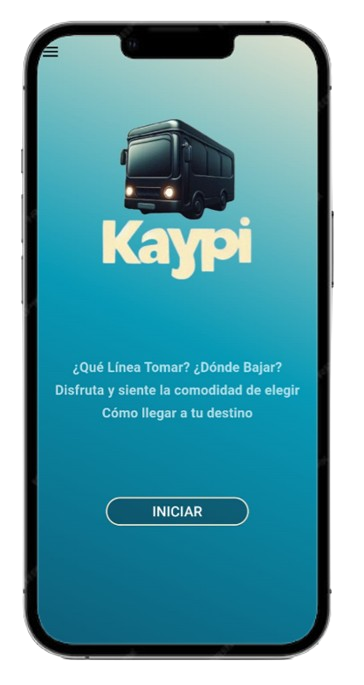 Kaypi
¿Qué Línea Tomar? ¿Dónde Bajar?
Disfruta y siente la comodidad de elegir
Cómo llegar a tu destino
INICIAR